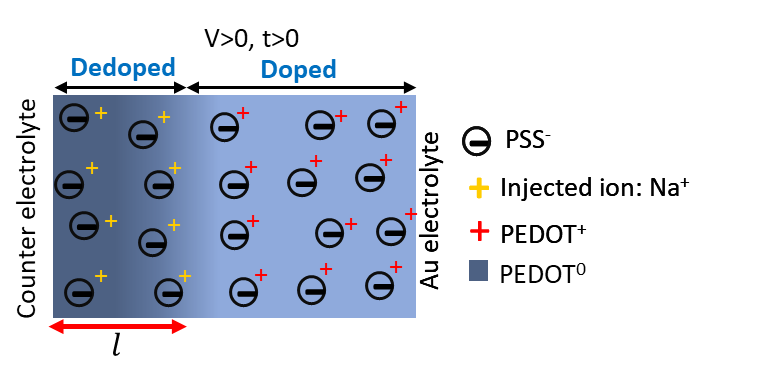 V>0, t>0
Dedoped
Doped
Counter electrolyte
Au electrolyte
PSS⁻
Injected ion: Na⁺
PEDOT⁺
PEDOT⁰
l